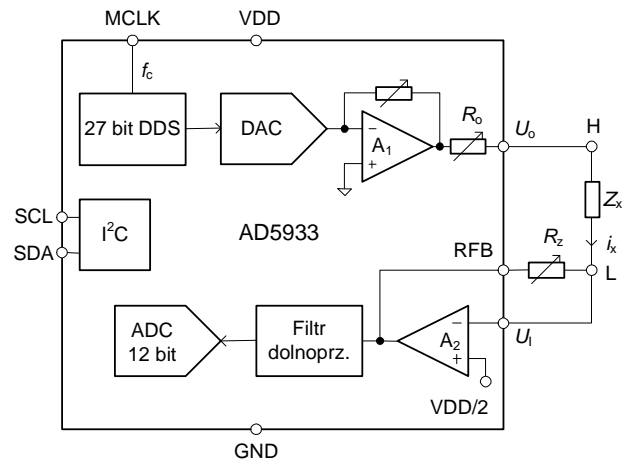 MCLK
VDD
fc
27 bit DDS
DAC
A1
Ro
Uo
H
Zx
SCL
SDA
I²C
AD5933
RFB
Rz
ix
L
ADC
12 bit
Filtr
dolnoprz.
A2
Ul
VDD/2
GND